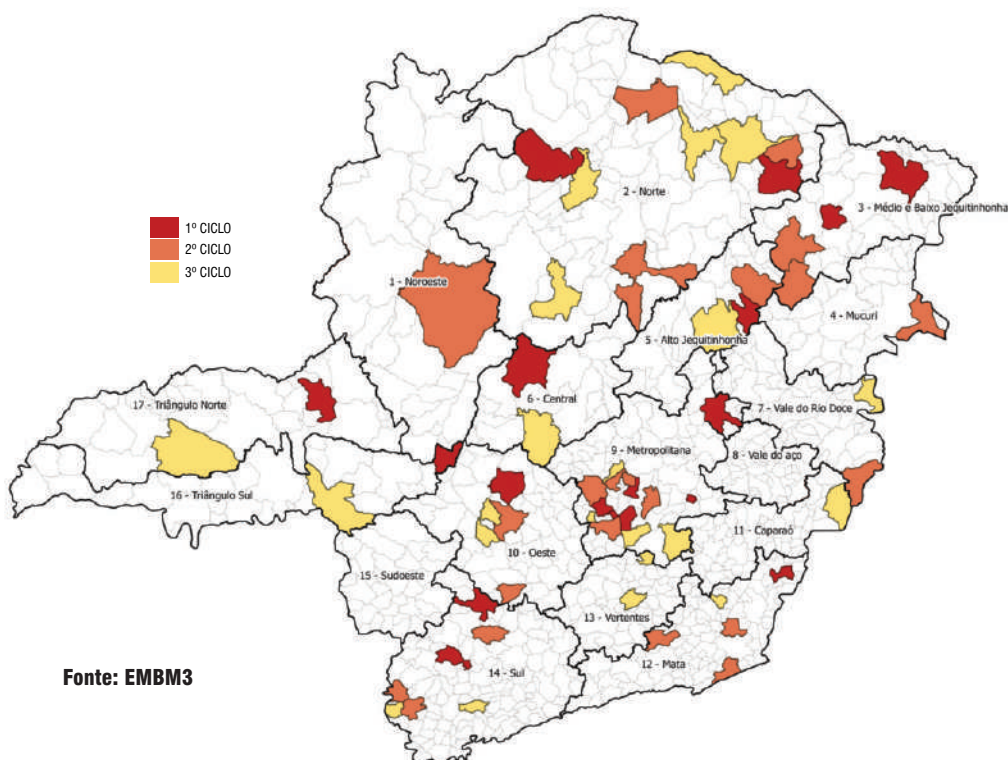 1º CICLO
2º CICLO
3º CICLO
1 - Noroeste
2 - Norte
3 - Médio e Baixo Jequitinhonha
4 - Mucuri
5 - Alto Jequitinhonha
6 - Central
7 - Vale do Rio Doce
8 - Vale do aço
9 - Metropolitana
10 - Oeste
11 - Caparaó
12 - Mata
13 - Vertentes
14 - Sul
15 - Sudoeste
16 - Triângulo Sul
17 - Triângulo Norte
Fonte: EMBM3